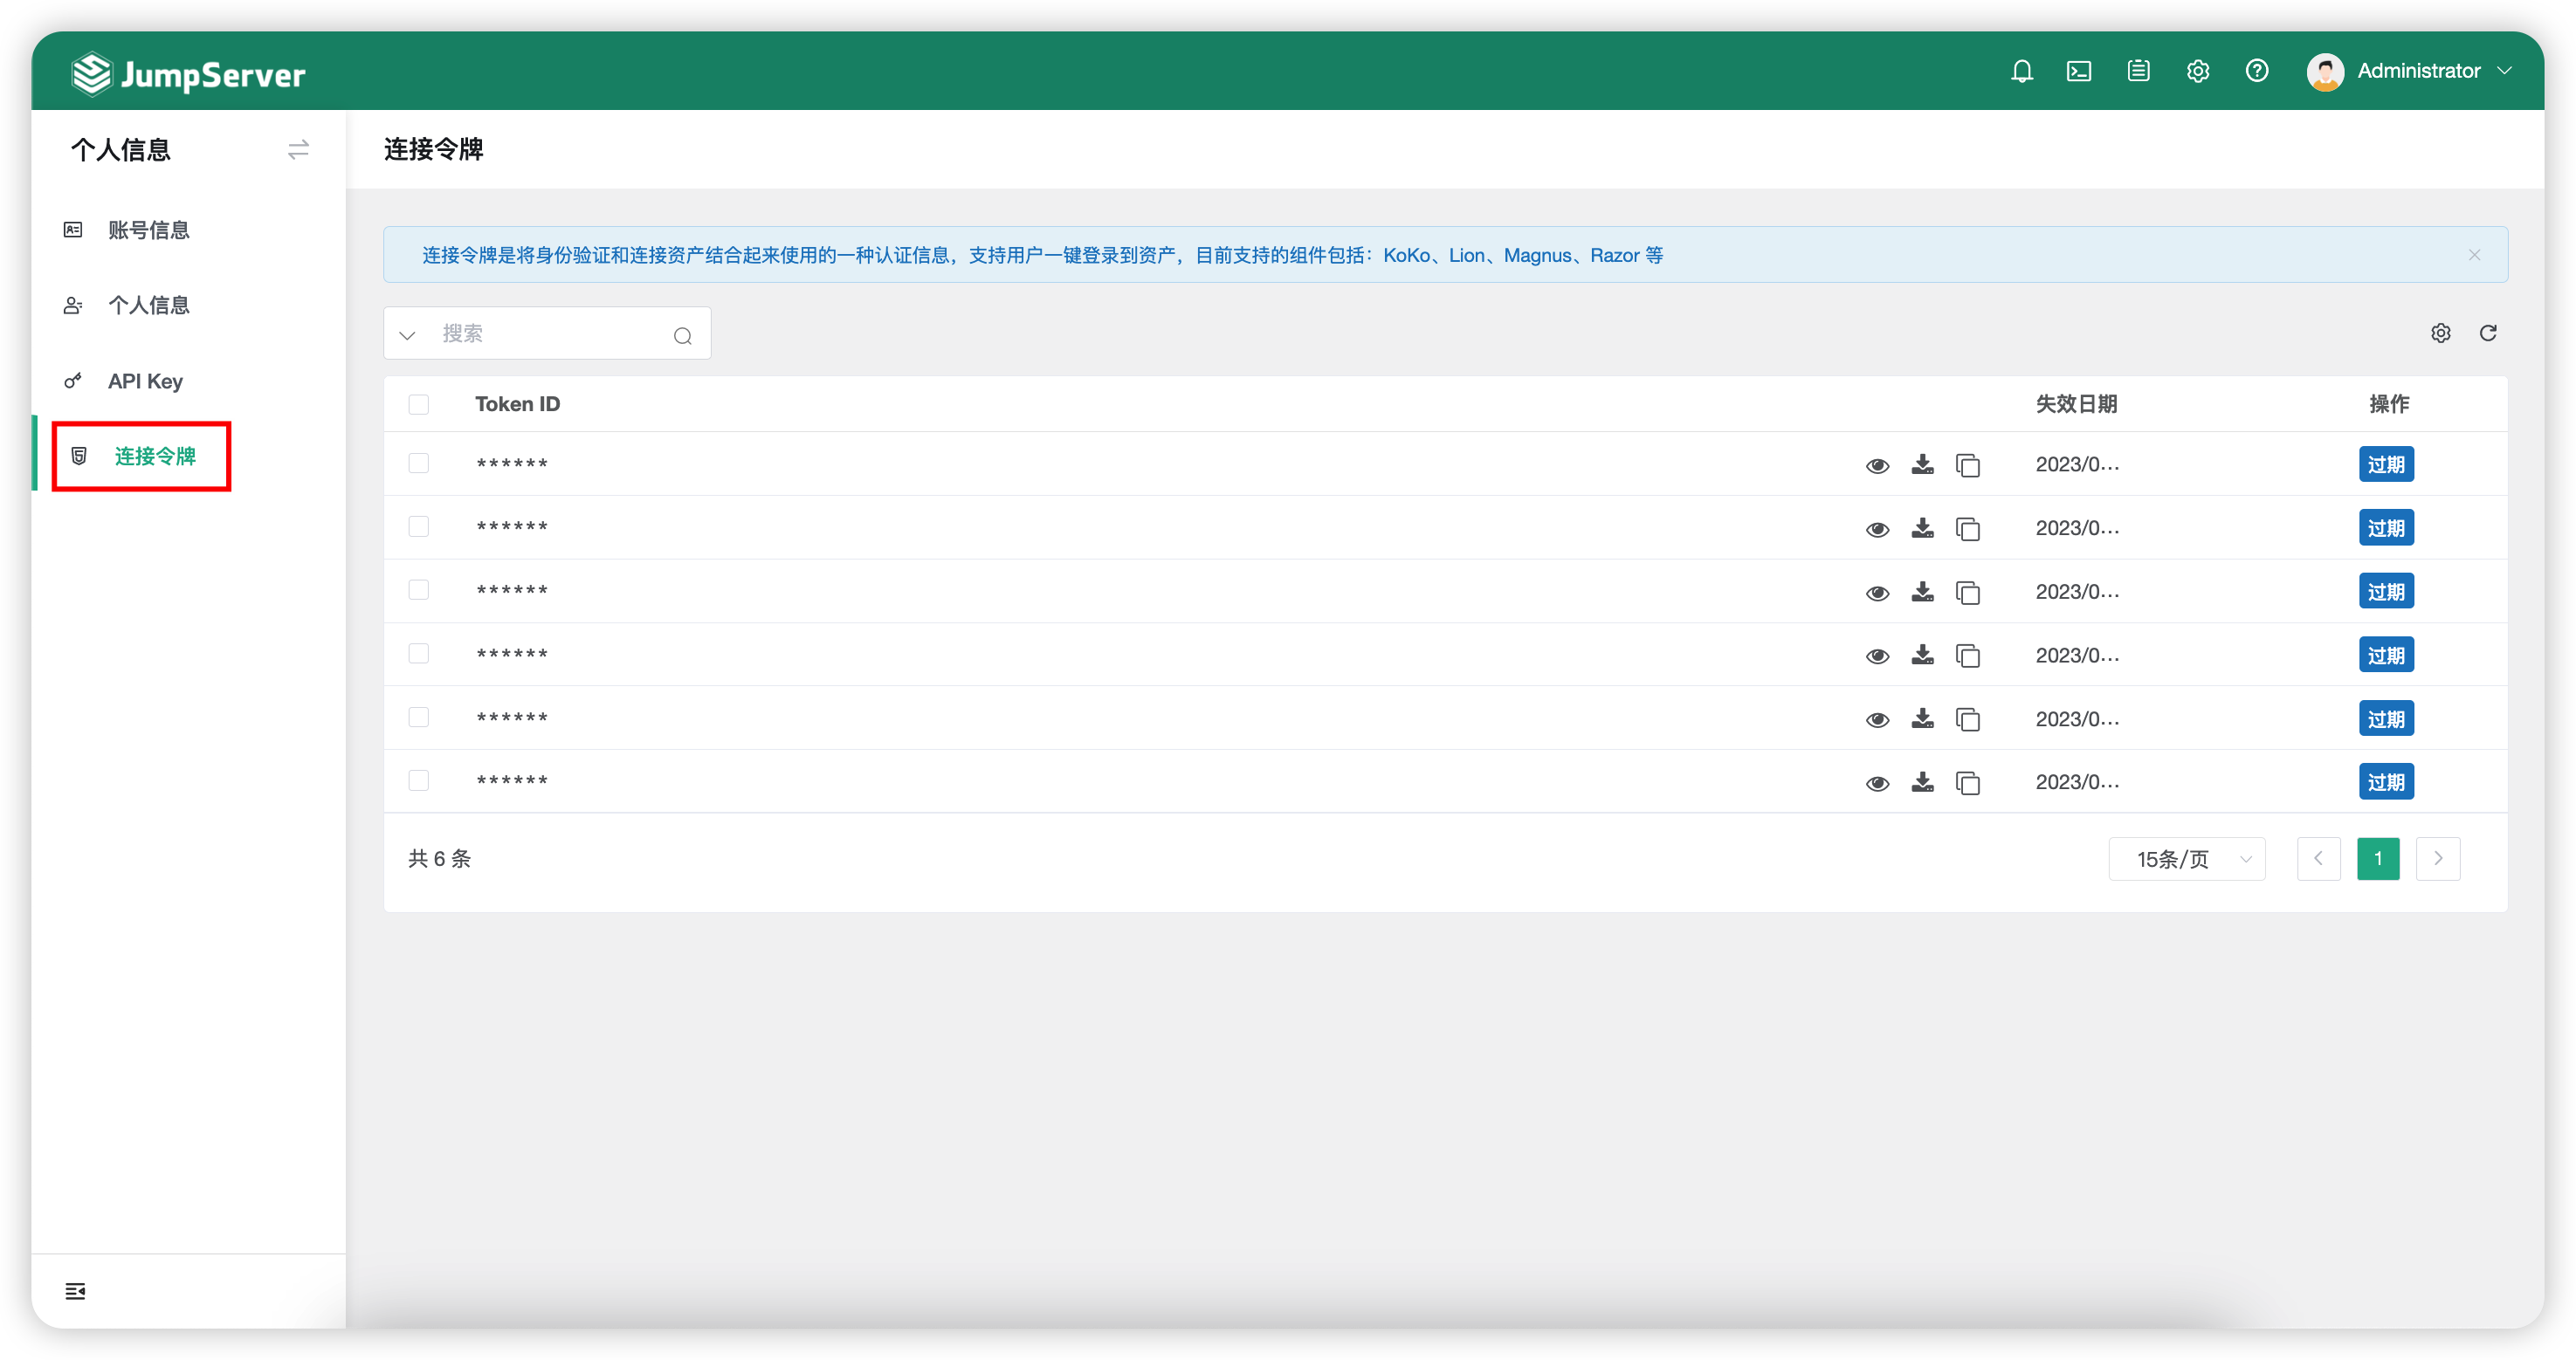 JumpServer
Administrator
个人信息
连接令牌
账号信息
个人信息
API Key
连接令牌
连接令牌是将身份验证和连接资产结合起来使用的一种认证信息，支持用户一键登录到资产，目前支持的组件包括：KoKo、Lion、Magnus、Razor 等
搜索
Token ID 失效日期 操作
****** 2023/0... 过期
****** 2023/0... 过期
****** 2023/0... 过期
****** 2023/0... 过期
****** 2023/0... 过期
****** 2023/0... 过期
共 6 条 15条/页 1